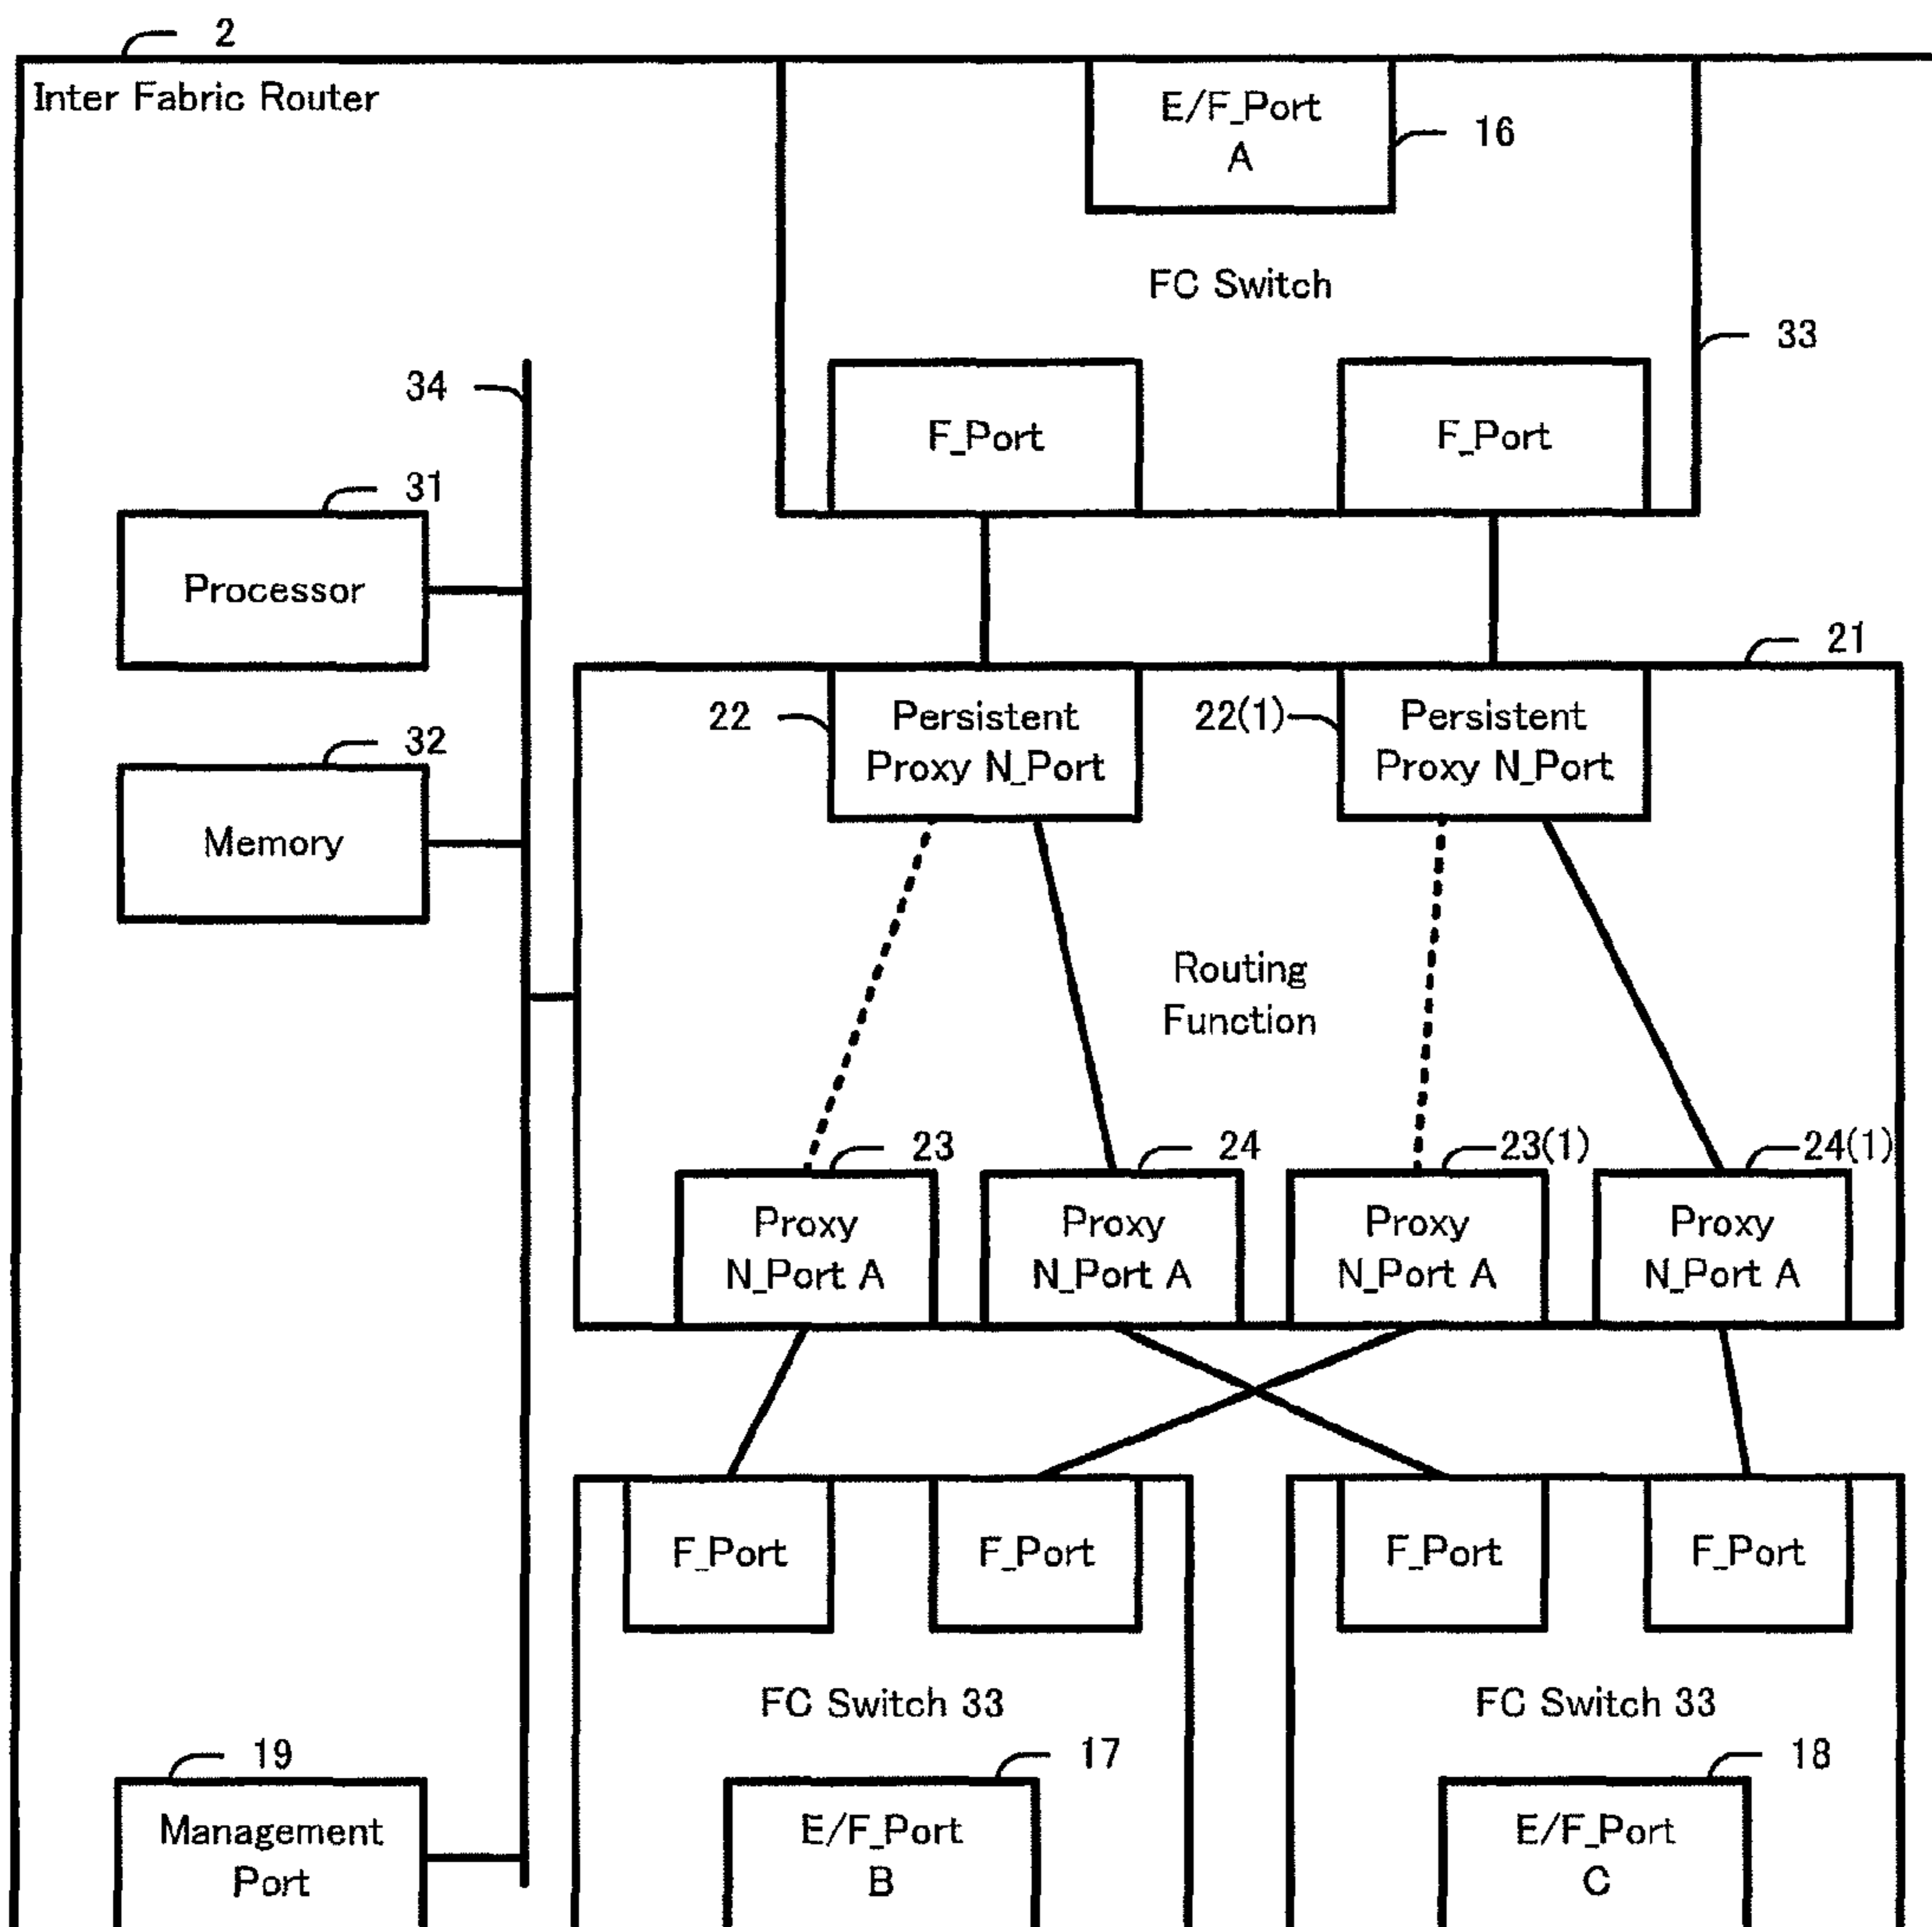 2
Inter Fabric Router
E/F_Port
A
16
FC Switch
33
34
F_Port
F_Port
31
Processor
21
22
Persistent
Proxy N_Port
22(1)
Persistent
Proxy N_Port
32
Memory
Routing
Function
23
24
23(1)
24(1)
Proxy
N_Port A
Proxy
N_Port A
Proxy
N_Port A
Proxy
N_Port A
F_Port
F_Port
F_Port
F_Port
FC Switch 33
FC Switch 33
19
17
18
Management
Port
E/F_Port
B
E/F_Port
C